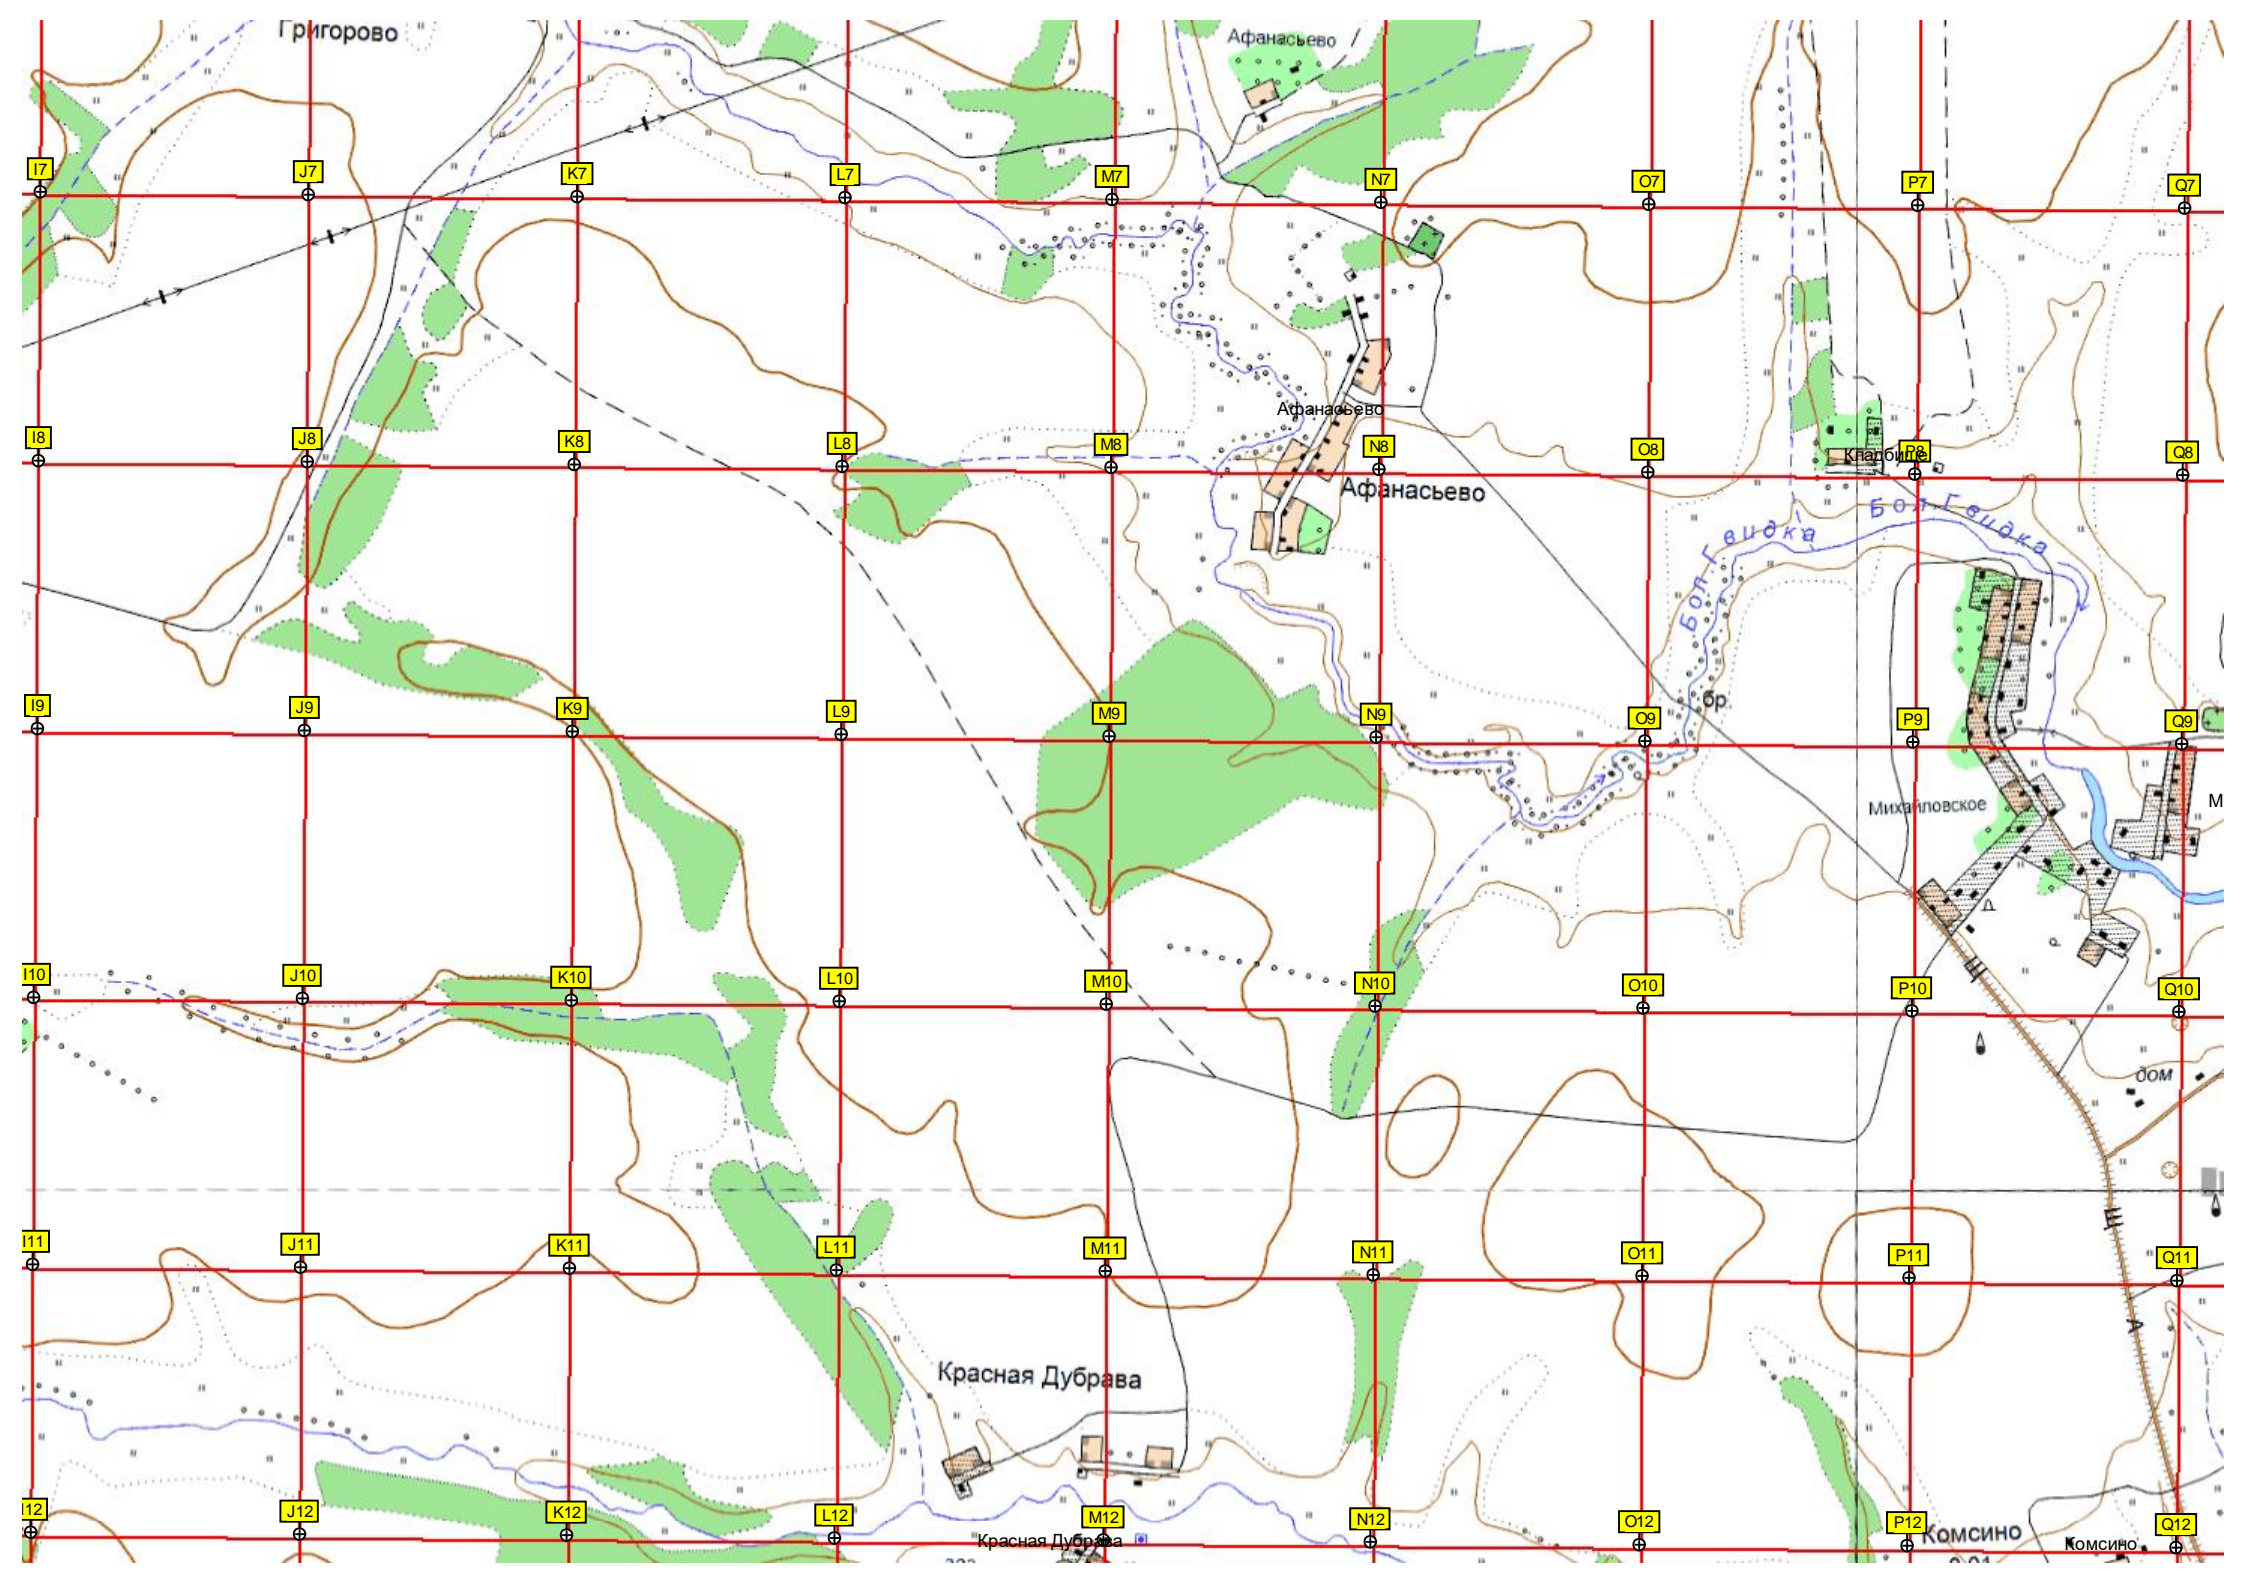 Григорово
Афанасьево
I7
J7
K7
L7
M7
N7
O7
P7
Q7
Афанасьево
I8
J8
K8
L8
M8
N8
O8
P8
Q8
Кладбище
Афанасьево
Бол. Гвидка
Бол. Гвидка
бр.
I9
J9
K9
L9
M9
N9
O9
P9
Q9
Михайловское
М
I10
J10
K10
L10
M10
N10
O10
P10
Q10
дом
I11
J11
K11
L11
M11
N11
O11
P11
Q11
А
Красная Дубрава
I12
J12
K12
L12
M12
N12
O12
P12
Q12
Комсино
Красная Дубрава
Комсино